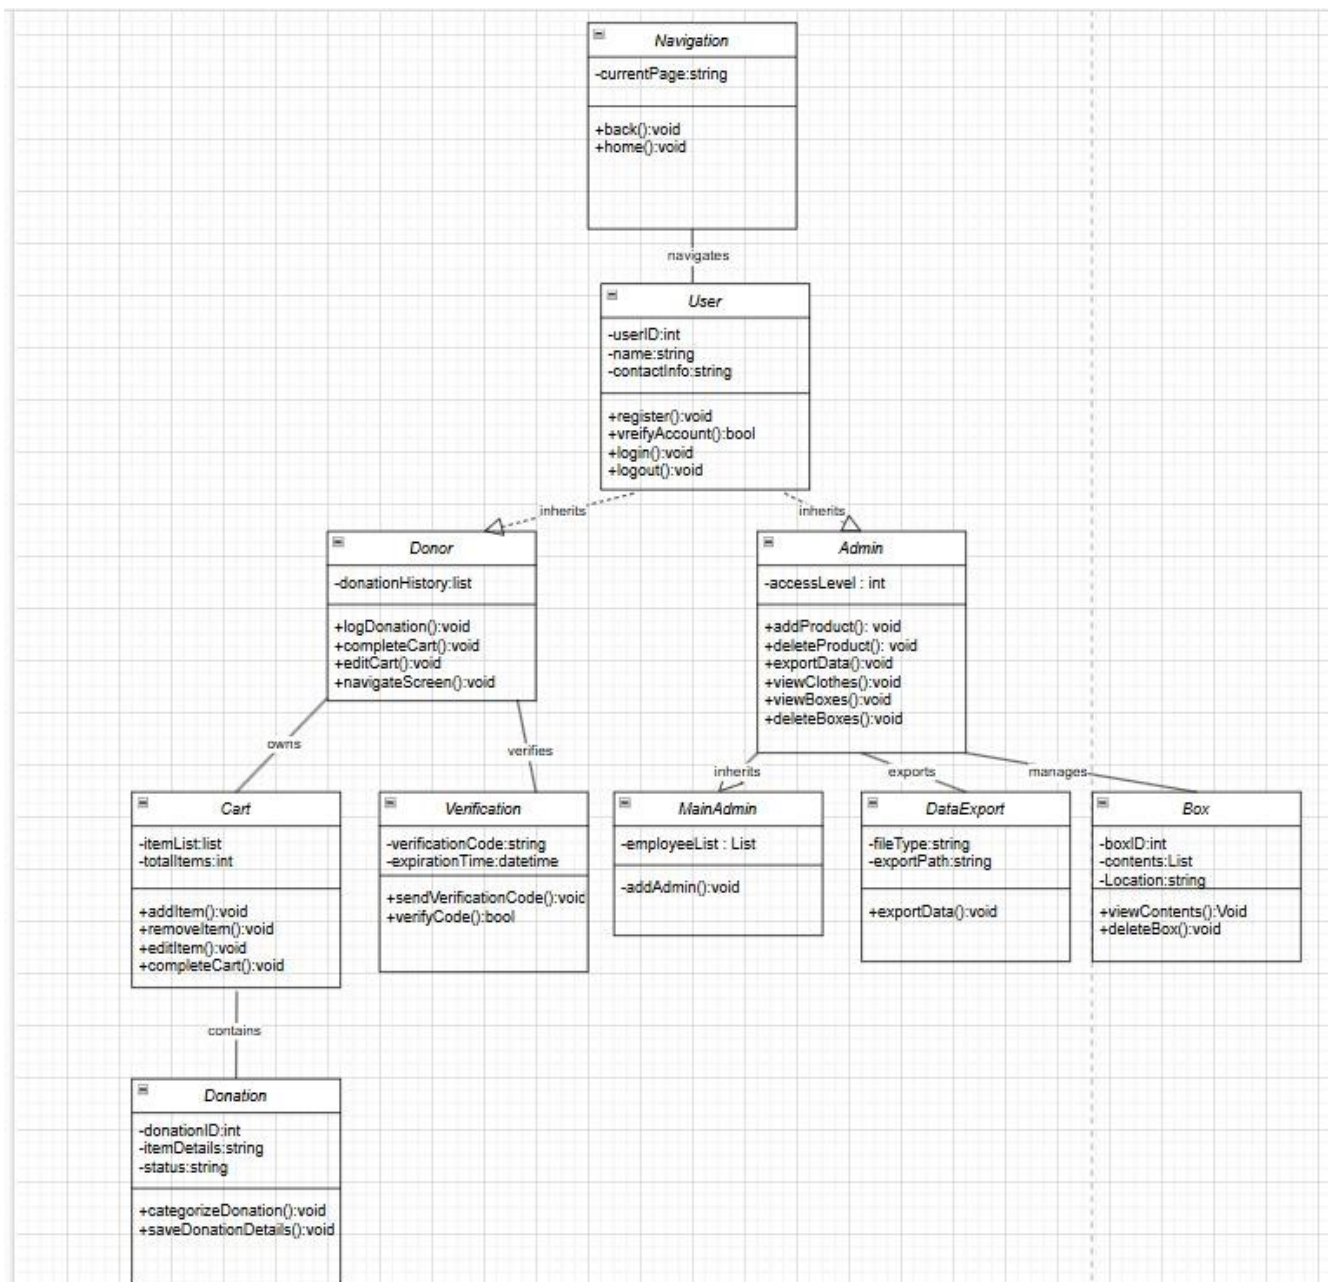 Navigation
-currentPage:string
+back():void
+home():void
navigates
User
-userID:int
-name:string
-contactInfo:string
+register():void
+vreifyAccount():bool
+login():void
+logout():void
inherits
inherits
Donor
-donationHistory:list
+logDonation():void
+completeCart():void
+editCart():void
+navigateScreen():void
Admin
-accessLevel : int
+addProduct(): void
+deleteProduct(): void
+exportData():void
+viewClothes():void
+viewBoxes():void
+deleteBoxes():void
owns
verifies
inherits
exports
manages
Cart
-itemList:list
-totalItems:int
+addItem():void
+removeItem():void
+editItem():void
+completeCart():void
Verification
-verificationCode:string
-expirationTime:datetime
+sendVerificationCode():void
+verifyCode():bool
MainAdmin
-employeeList : List
-addAdmin():void
DataExport
-fileType:string
-exportPath:string
+exportData():void
Box
-boxID:int
-contents:List
-Location:string
+viewContents():Void
+deleteBox():void
contains
Donation
-donationID:int
-itemDetails:string
-status:string
+categorizeDonation():void
+saveDonationDetails():void